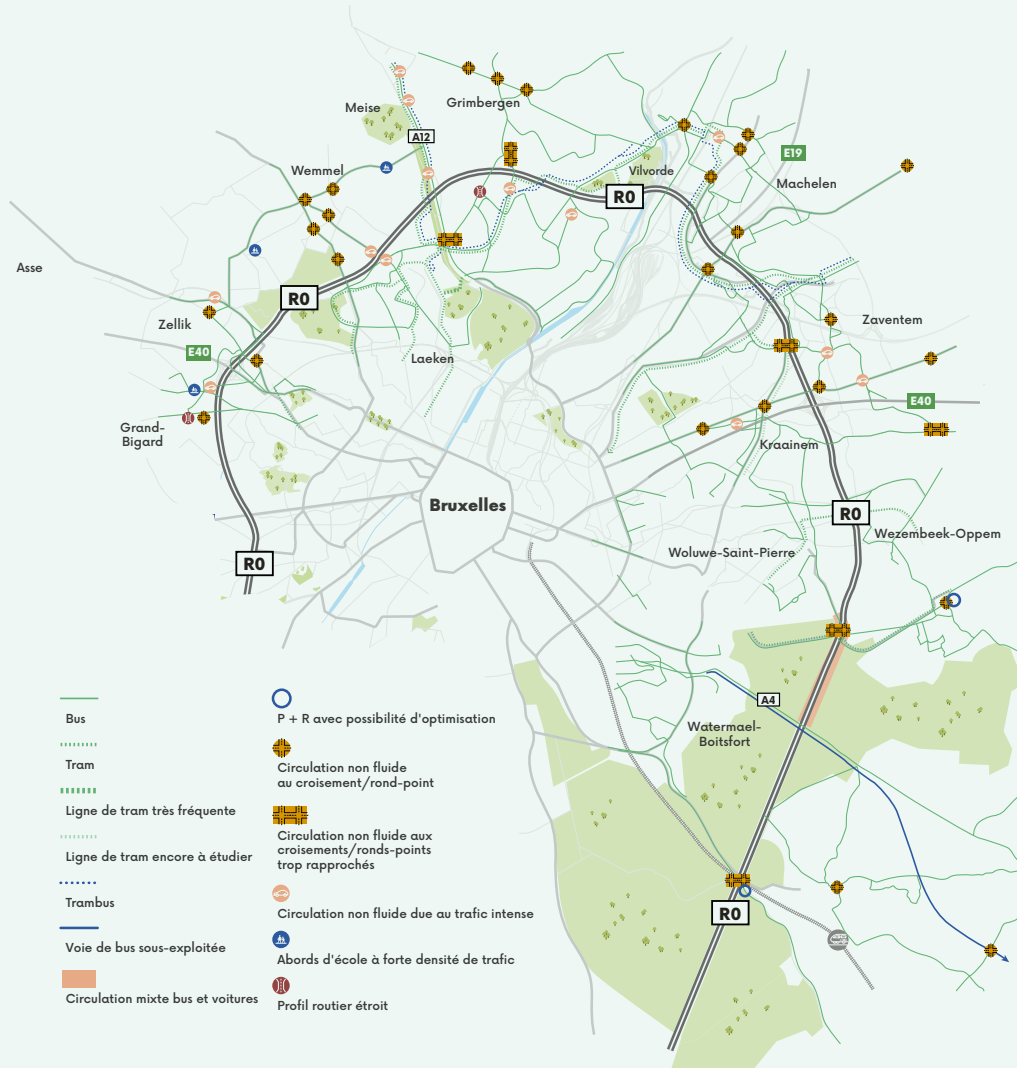 Meise
Grimbergen
A12
E19
Wemmel
Vilvorde
Machelen
R0
Asse
R0
Zellik
Zaventem
E40
Laeken
E40
Grand-
Bigard
Kraainem
Bruxelles
R0
Wezembeek-Oppem
Woluwe-Saint-Pierre
R0
A4
Watermael-
Boitsfort
R0
Bus
Tram
Ligne de tram très fréquente
Ligne de tram encore à étudier
Trambus
Voie de bus sous-exploitée
Circulation mixte bus et voitures
P + R avec possibilité d'optimisation
Circulation non fluide
au croisement/rond-point
Circulation non fluide aux
croisements/ronds-points
trop rapprochés
Circulation non fluide due au trafic intense
Abords d'école à forte densité de trafic
Profil routier étroit